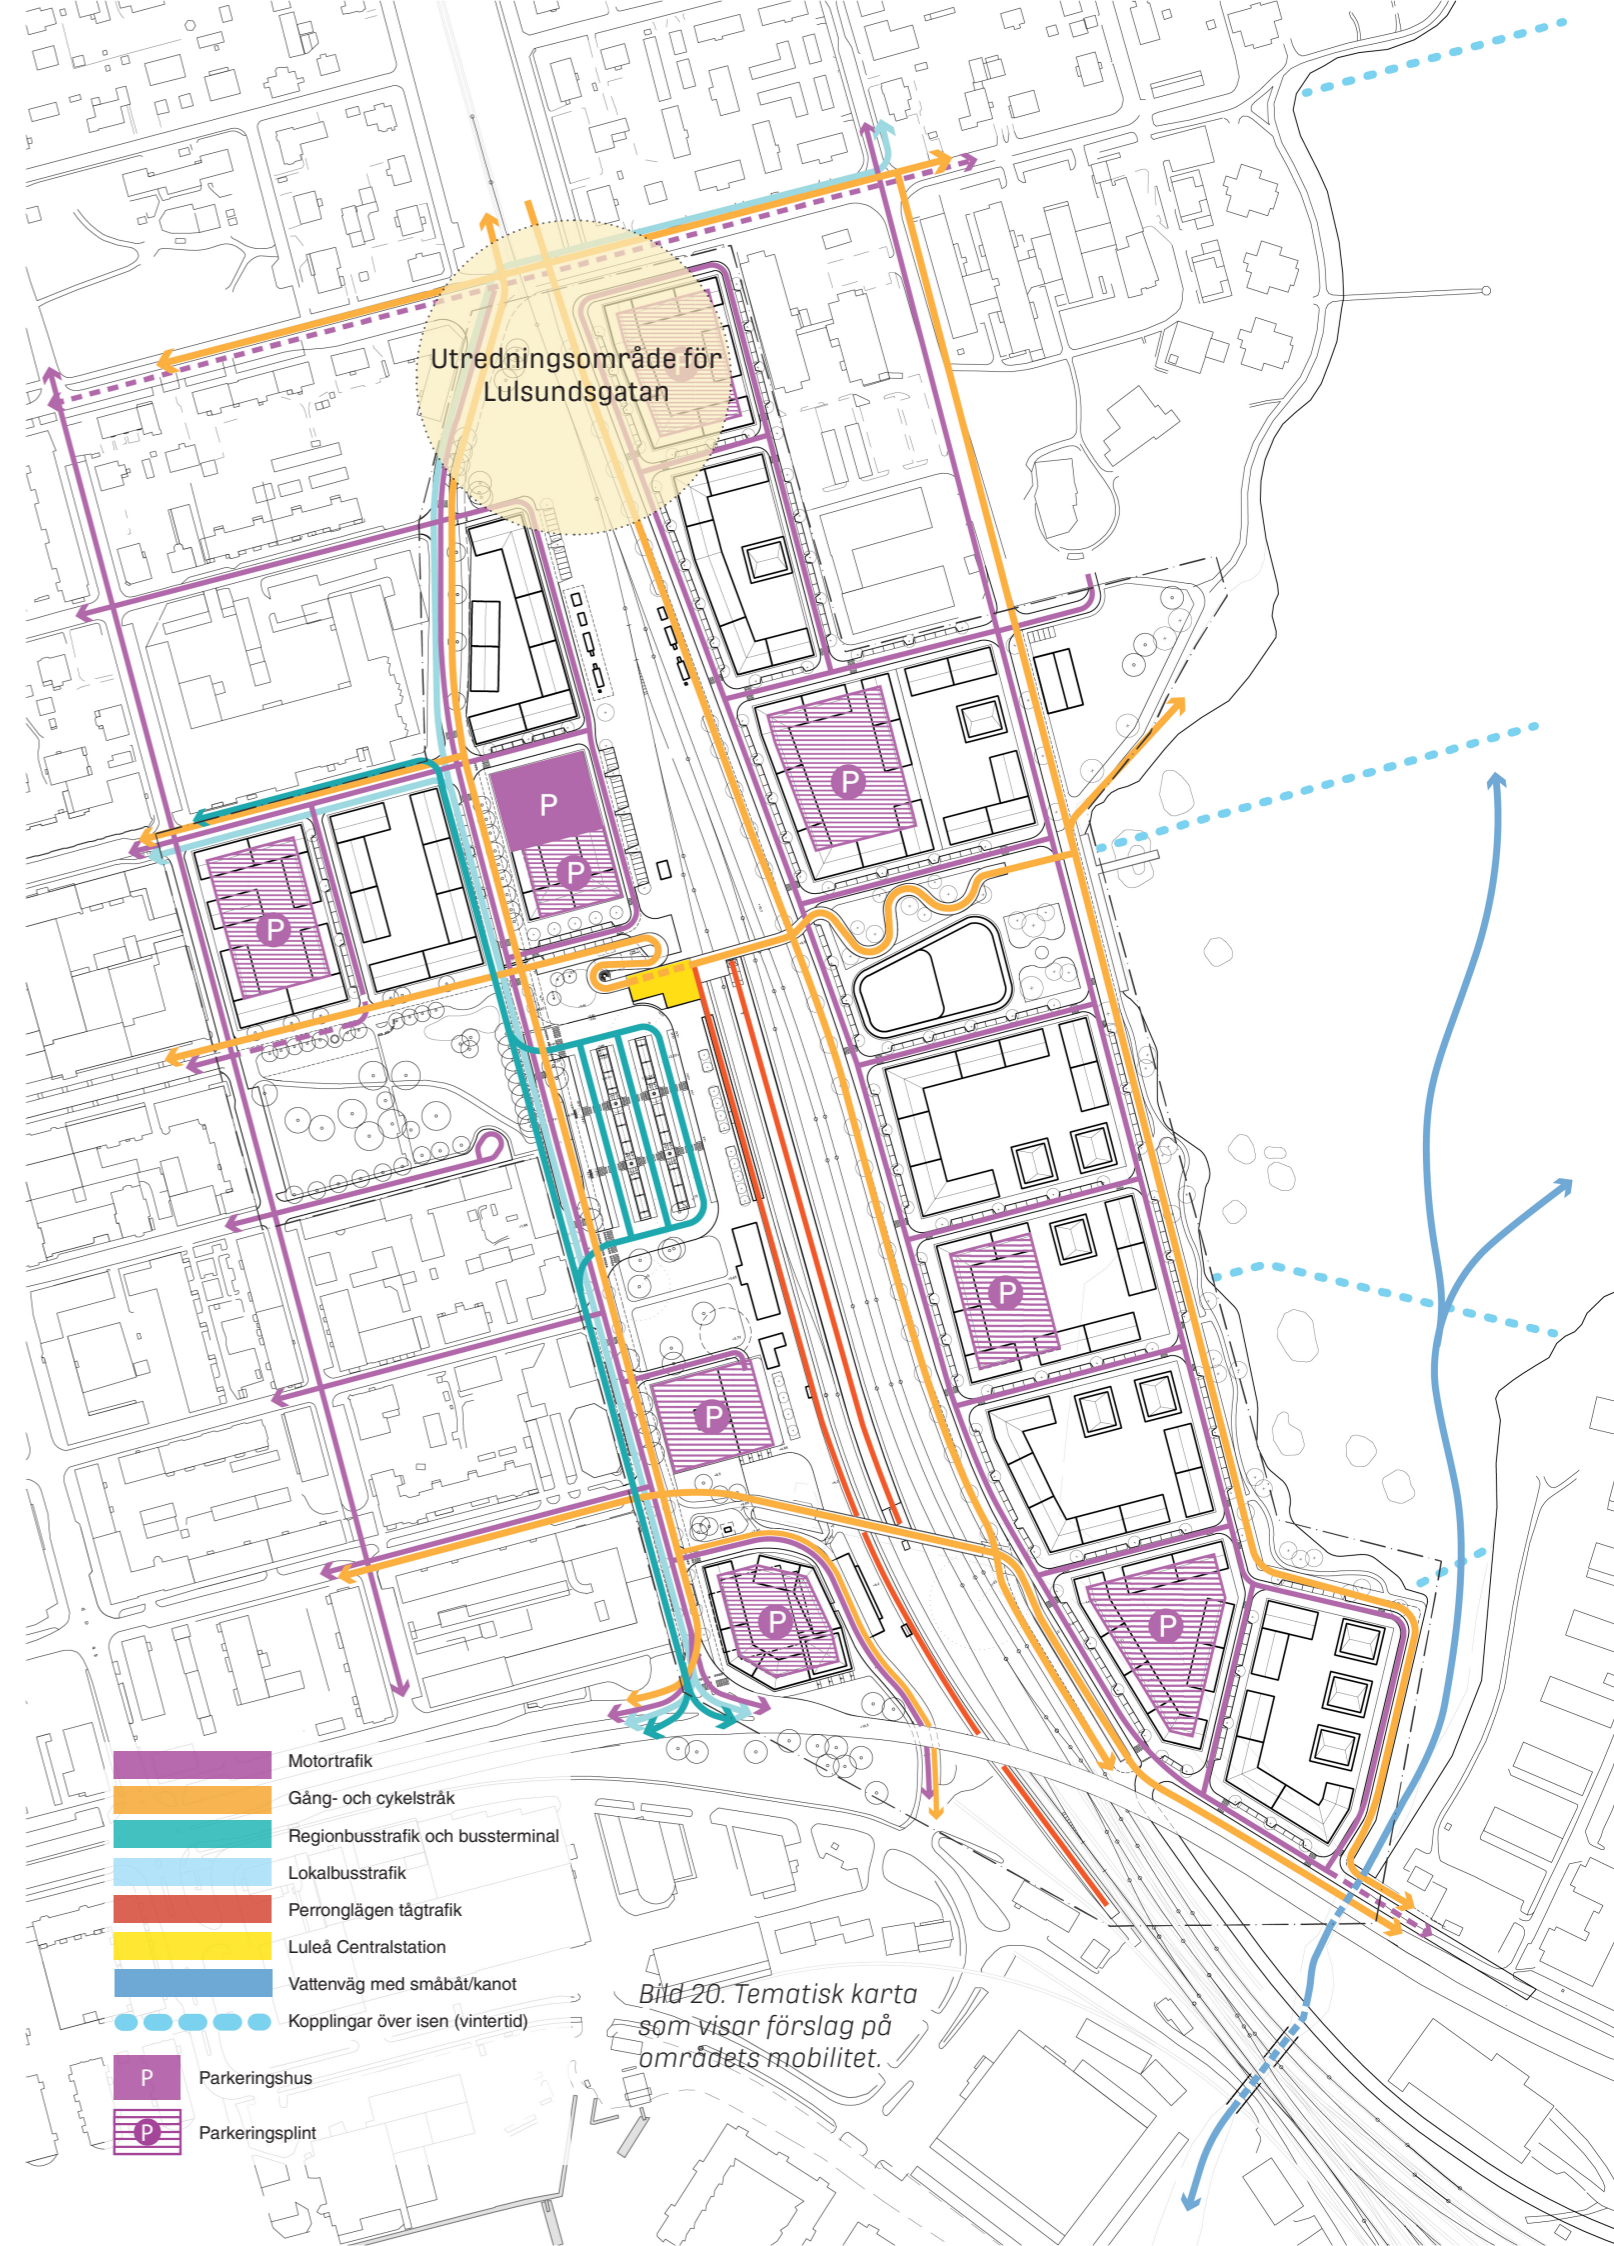 Utredningsområde för
Lulsundsgatan
P
P
P
P
P
P
P
P
P
P
Motortrafik
Gång- och cykelstråk
Regionbusstrafik och bussterminal
Lokalbusstrafik
Perronglägen tågtrafik
Luleå Centralstation
Vattenväg med småbåt/kanot
Kopplingar över isen (vintertid)
P Parkeringshus
P Parkeringsplint
Bild 20. Tematisk karta
som visar förslag på
områdets mobilitet.